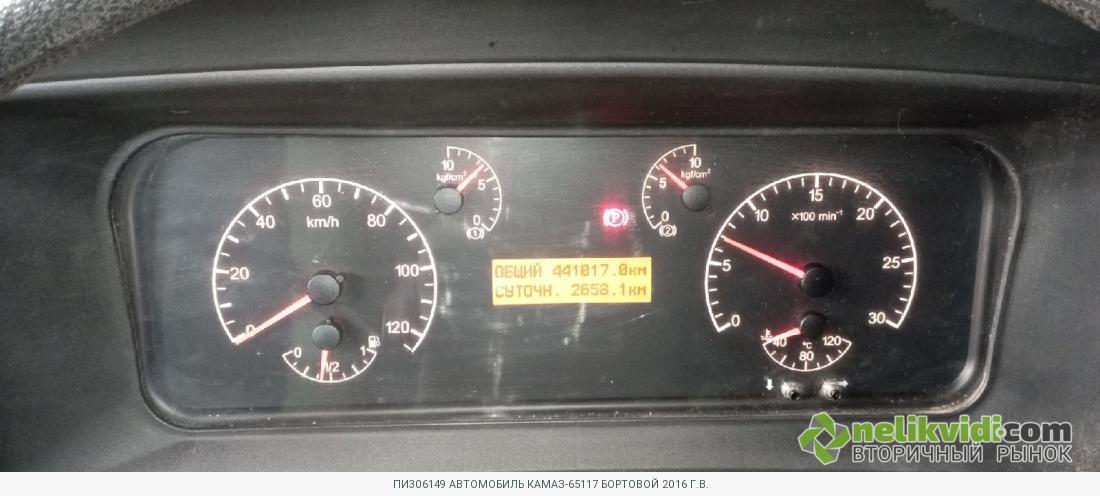 10
kgf/cm²
5
0
(1)
10
kgf/cm²
5
0
(2)
0
20
40
60
80
100
120
km/h
0
1/2
1
(P)
ОБЩИЙ 441017.0км
СУТОЧН. 2658.1км
0
5
10
15
20
25
30
×100 min⁻¹
40
80
120
°C
nelikvidi.com
ВТОРИЧНЫЙ РЫНОК
ПИ306149 АВТОМОБИЛЬ КАМАЗ-65117 БОРТОВОЙ 2016 Г.В.